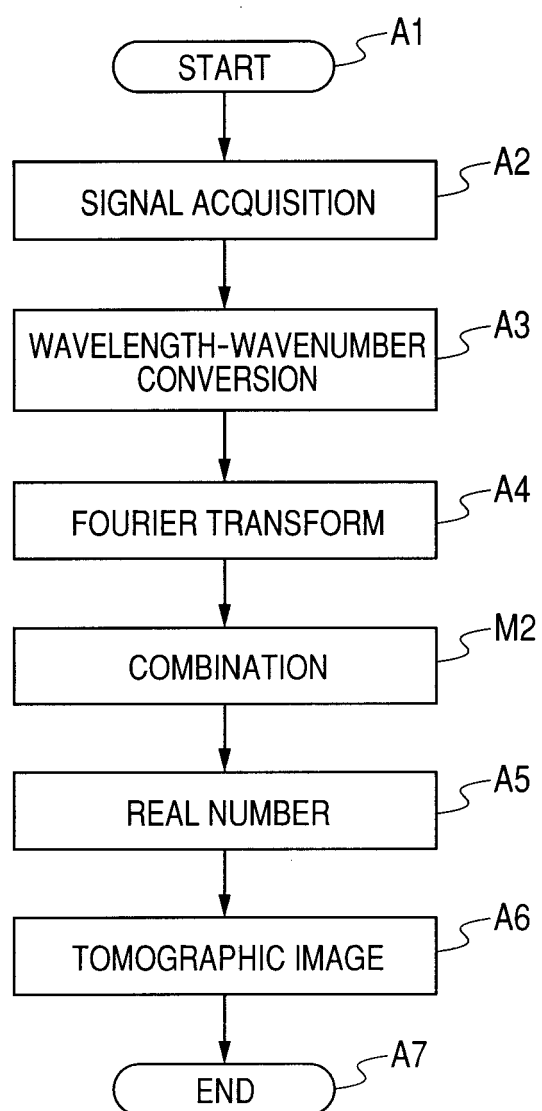 A1
START
A2
SIGNAL ACQUISITION
A3
WAVELENGTH-WAVENUMBER
CONVERSION
A4
FOURIER TRANSFORM
M2
COMBINATION
A5
REAL NUMBER
A6
TOMOGRAPHIC IMAGE
A7
END